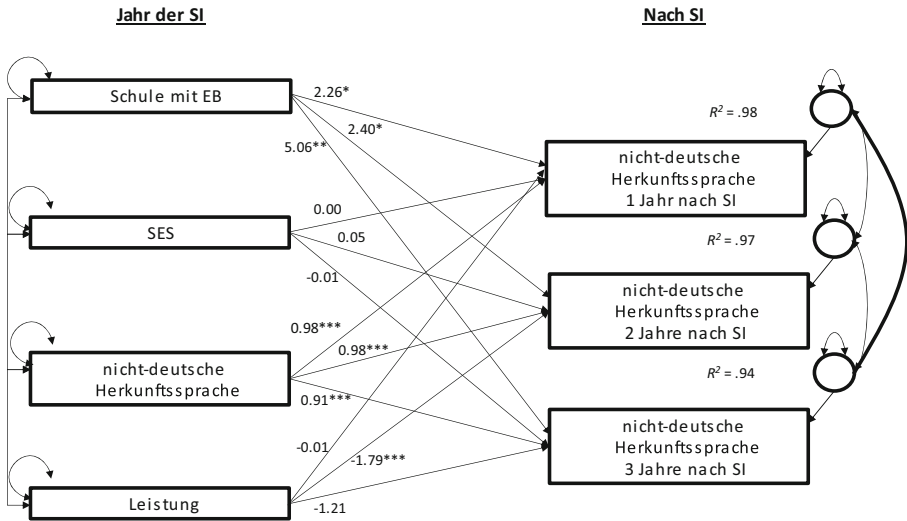 Jahr der SI
Nach SI
Schule mit EB
2.26*
2.40*
5.06**
R² = .98
nicht-deutsche
Herkunftssprache
1 Jahr nach SI
SES
0.00
0.05
-0.01
R² = .97
nicht-deutsche
Herkunftssprache
2 Jahre nach SI
nicht-deutsche
Herkunftssprache
0.98***
0.98***
0.91***
R² = .94
nicht-deutsche
Herkunftssprache
3 Jahre nach SI
Leistung
-0.01
-1.79***
-1.21